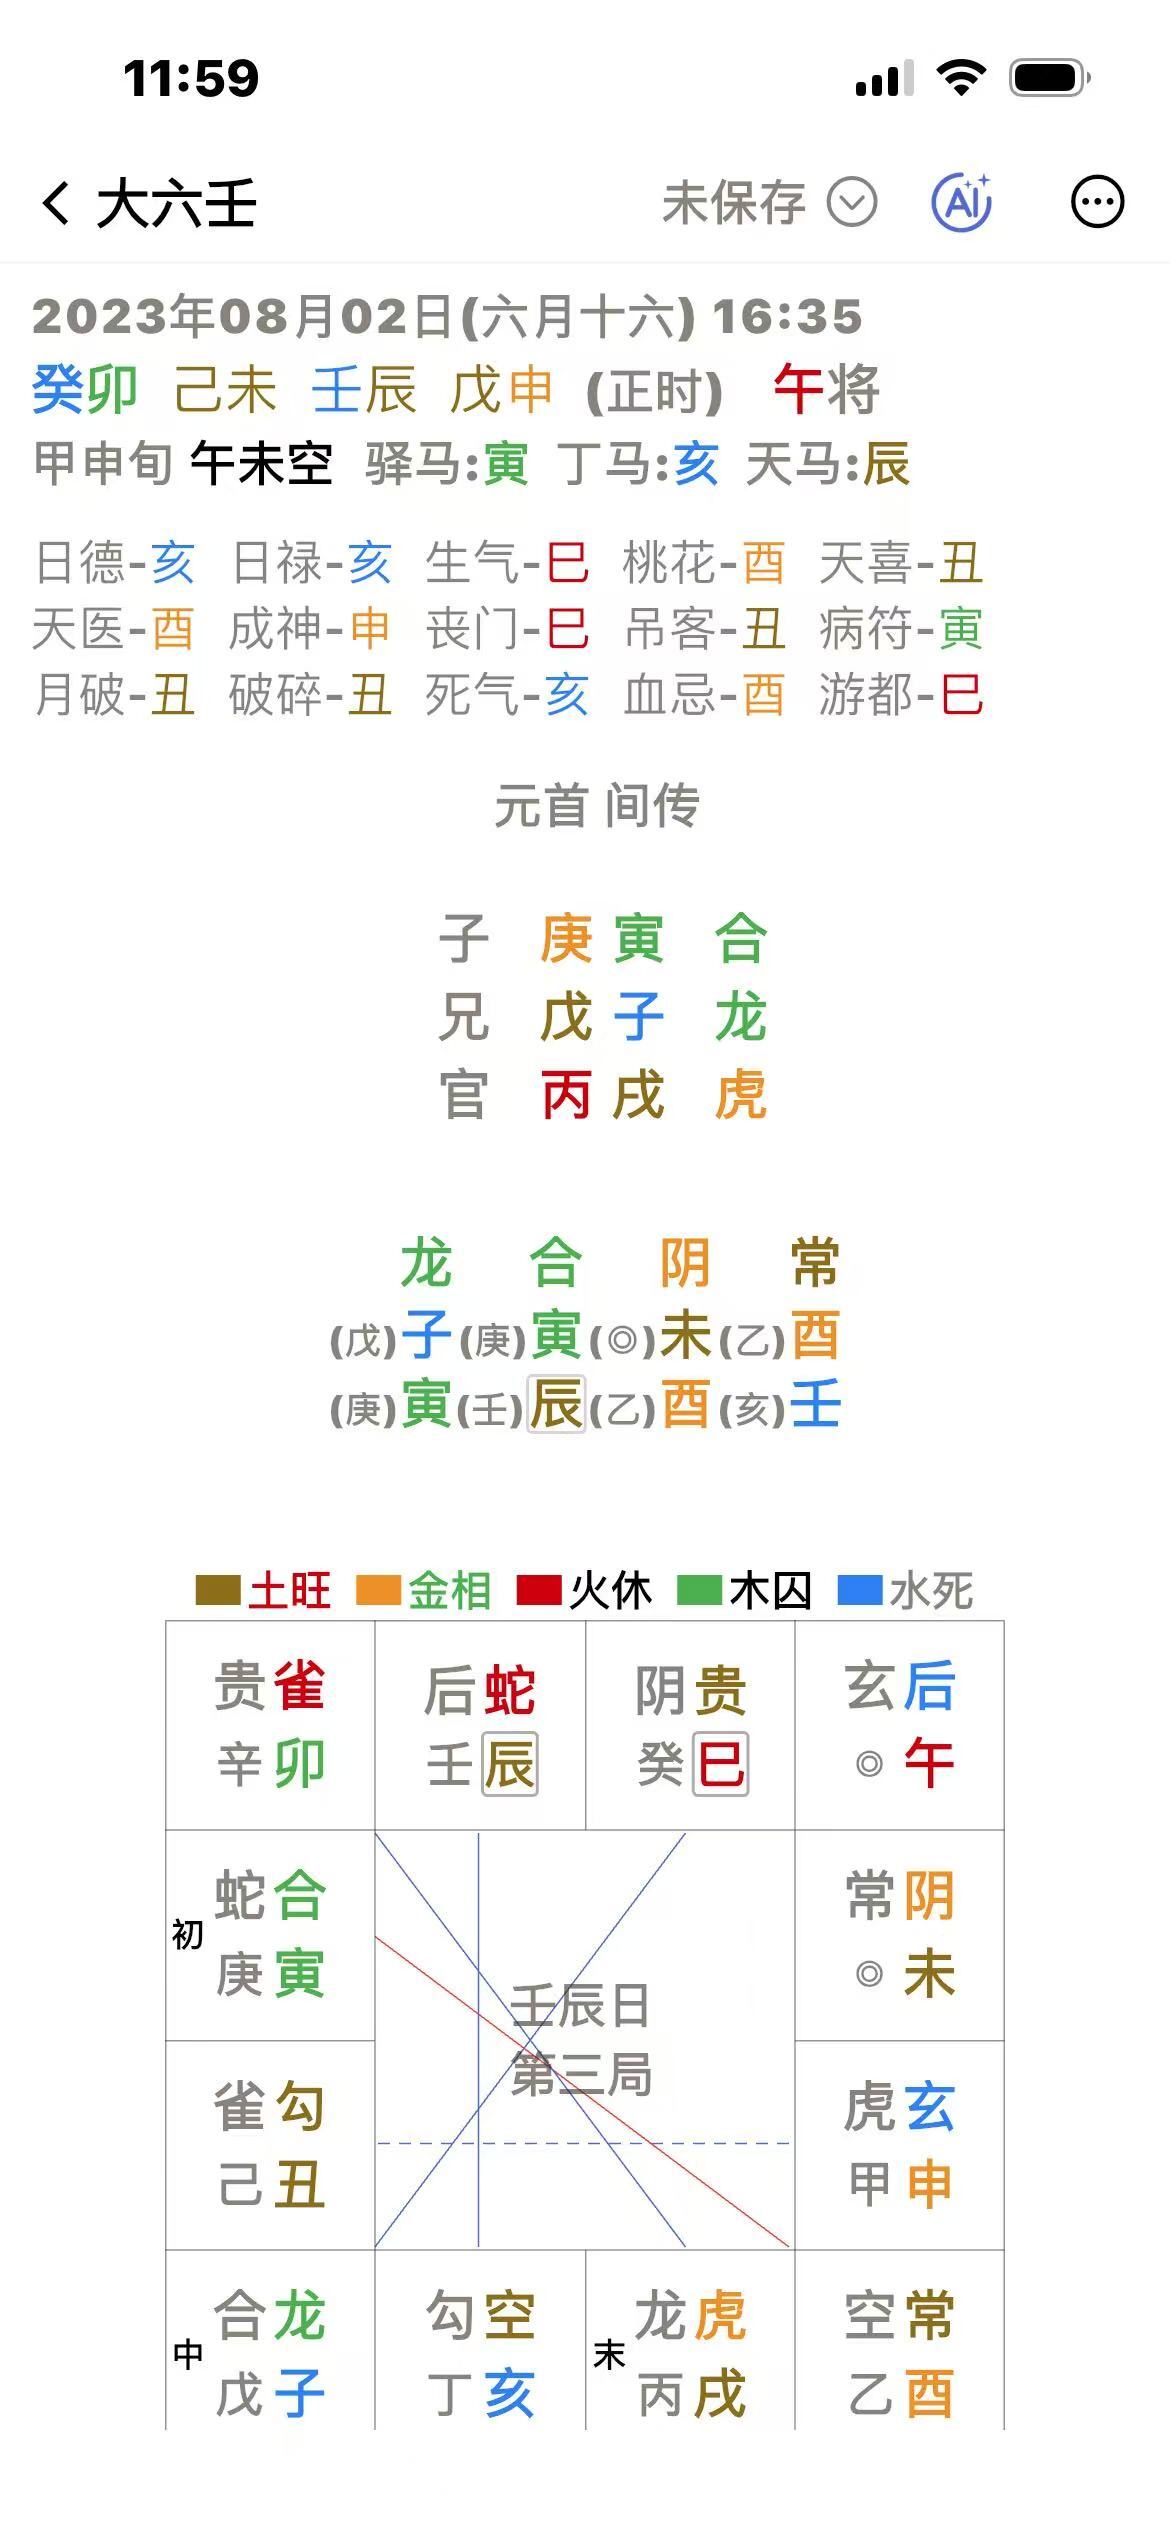 11:59
大六壬 未保存 AI
2023年08月02日(六月十六) 16:35
癸卯 己未 壬辰 戊申 (正时) 午将
甲申旬 午未空 驿马:寅 丁马:亥 天马:辰
日德-亥 日禄-亥 生气-巳 桃花-酉 天喜-丑
天医-酉 成神-申 丧门-巳 吊客-丑 病符-寅
月破-丑 破碎-丑 死气-亥 血忌-酉 游都-巳
元首 间传
子 庚寅 合
兄 戊子 龙
官 丙戌 虎
龙 合 阴 常
(戊)子(庚)寅(◎)未(乙)酉
(庚)寅(壬)辰(乙)酉(亥)壬
土旺 金相 火休 木囚 水死
贵雀 后蛇 阴贵 玄后
辛卯 壬辰 癸巳 ◎午
蛇合 常阴
初
庚寅 ◎未
壬辰日
第三局
雀勾 虎玄
己丑 甲申
合龙 勾空 龙虎 空常
中 末
戊子 丁亥 丙戌 乙酉